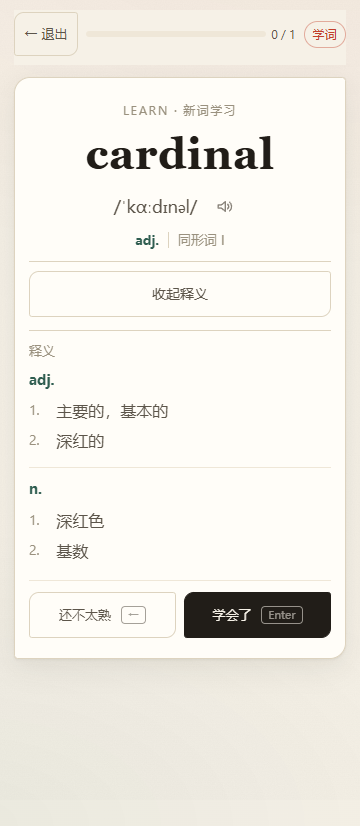 ← 退出
0 / 1
学词
LEARN · 新词学习
cardinal
/ˈkɑːdɪnəl/
adj.
同形词 I
收起释义
释义
adj.
1. 主要的，基本的
2. 深红的
n.
1. 深红色
2. 基数
还不太熟 ←
学会了 Enter